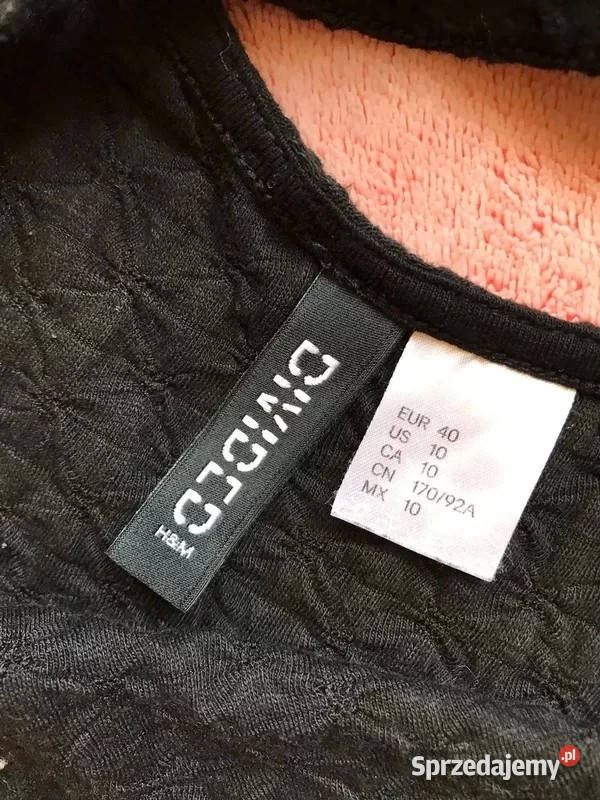 DIVIDED
H&M
EUR 40
US 10
CA 10
CN 170/92A
MX 10
Sprzedajemy.pl